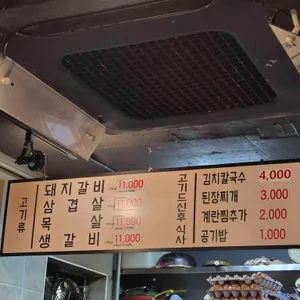 고기류
돼지갈비 11,000
삼겹살 11,000
목살 11,000
생갈비 11,000
고기드신후식사
김치칼국수 4,000
된장찌개 3,000
계란찜추가 2,000
공기밥 1,000